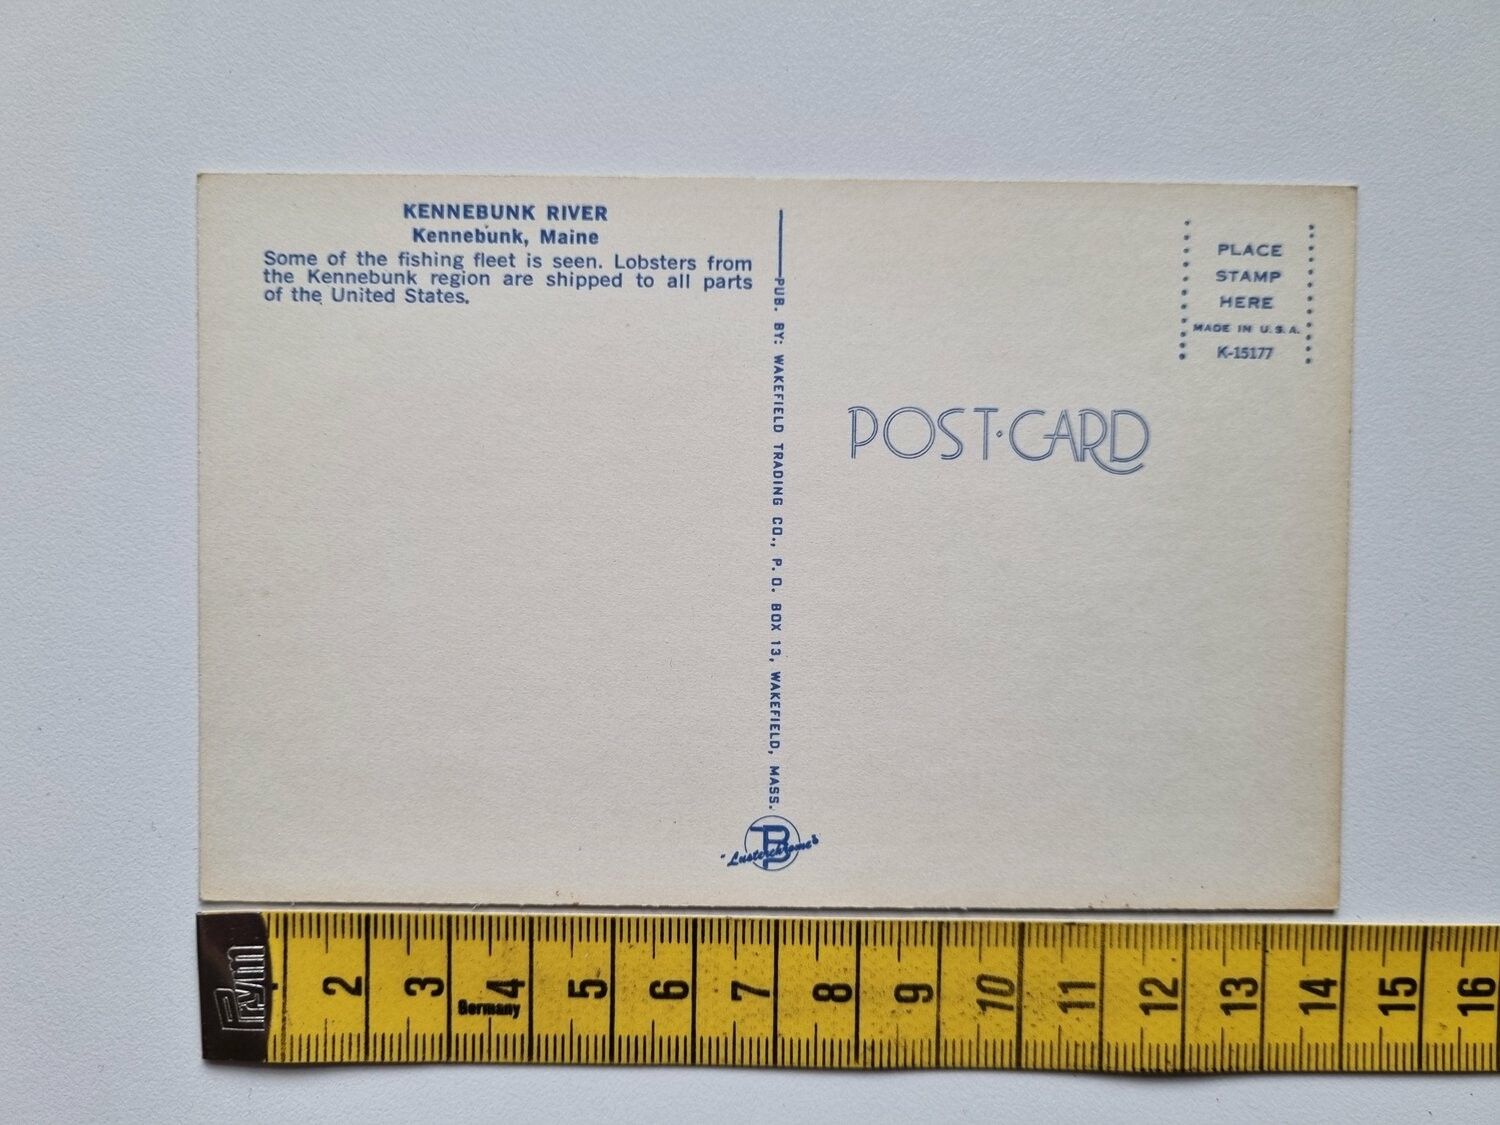 KENNEBUNK RIVER
Kennebunk, Maine
Some of the fishing fleet is seen. Lobsters from
the Kennebunk region are shipped to all parts
of the United States.
PUB. BY: WAKEFIELD TRADING CO., P. O. BOX 13, WAKEFIELD, MASS.
"Lusterchrome"
PLACE
STAMP
HERE
MADE IN U.S.A.
K-15177
POST·CARD
Prym
2 3 4 5 6 7 8 9 10 11 12 13 14 15 16
Germany